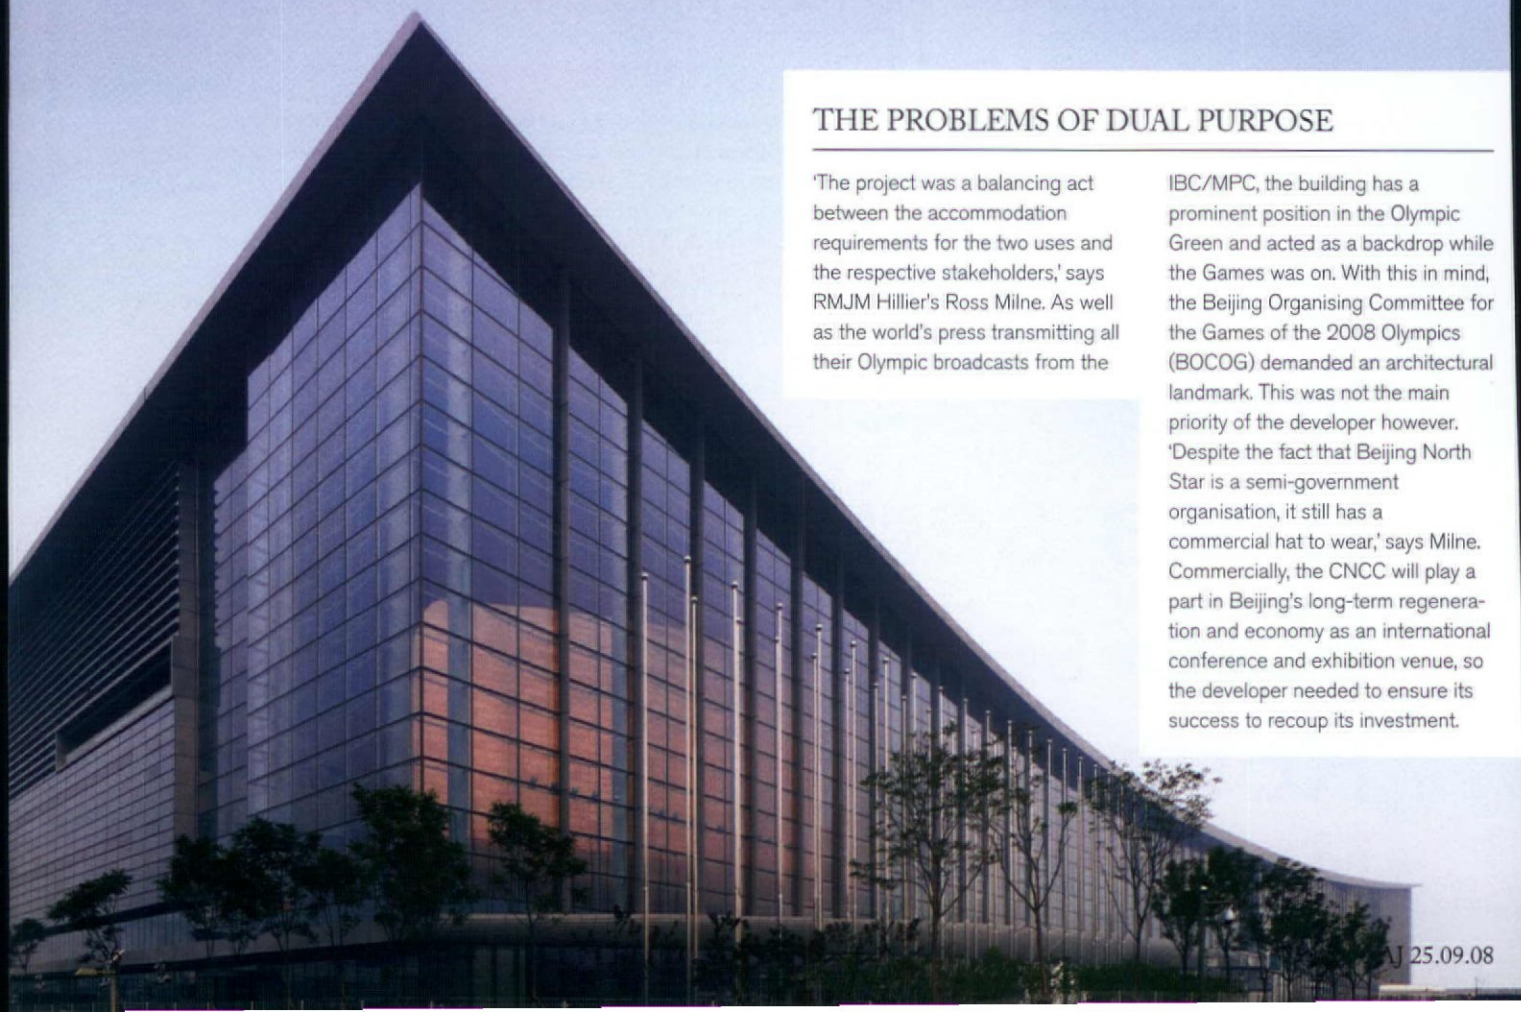 THE PROBLEMS OF DUAL PURPOSE
'The project was a balancing act
between the accommodation
requirements for the two uses and
the respective stakeholders,' says
RMJM Hillier's Ross Milne. As well
as the world's press transmitting all
their Olympic broadcasts from the
IBC/MPC, the building has a
prominent position in the Olympic
Green and acted as a backdrop while
the Games was on. With this in mind,
the Beijing Organising Committee for
the Games of the 2008 Olympics
(BOCOG) demanded an architectural
landmark. This was not the main
priority of the developer however.
'Despite the fact that Beijing North
Star is a semi-government
organisation, it still has a
commercial hat to wear,' says Milne.
Commercially, the CNCC will play a
part in Beijing's long-term regenera-
tion and economy as an international
conference and exhibition venue, so
the developer needed to ensure its
success to recoup its investment.
AJ 25.09.08